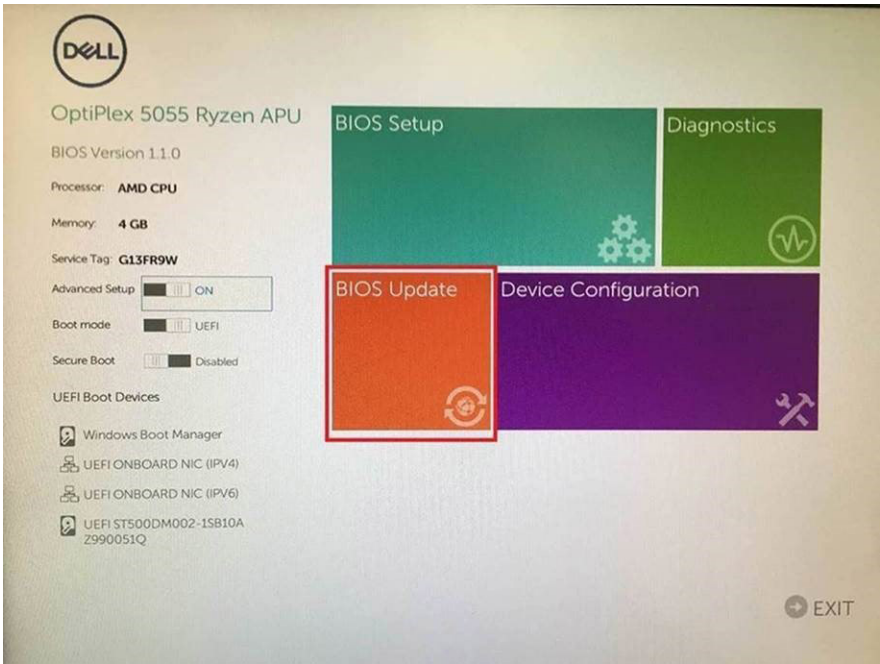 DELL
OptiPlex 5055 Ryzen APU
BIOS Version 1.1.0
Processor: AMD CPU
Memory: 4 GB
Service Tag: G13FR9W
Advanced Setup ON
Boot mode UEFI
Secure Boot Disabled
UEFI Boot Devices
Windows Boot Manager
UEFI ONBOARD NIC (IPV4)
UEFI ONBOARD NIC (IPV6)
UEFI ST500DM002-1SB10A
Z990051Q
BIOS Setup
Diagnostics
BIOS Update
Device Configuration
EXIT